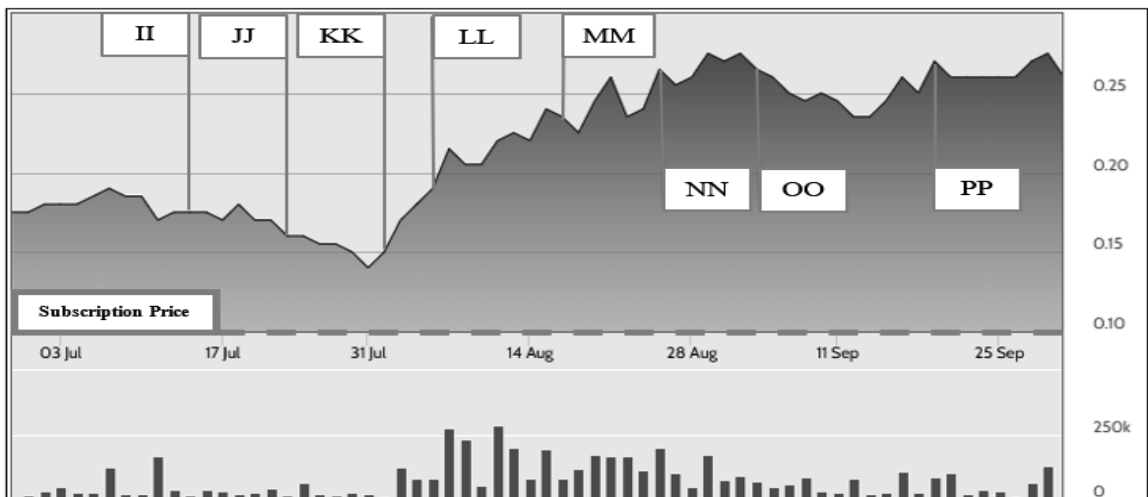 II
JJ
KK
LL
MM
0.25
0.20
NN
OO
PP
0.15
Subscription Price
0.10
03 Jul
17 Jul
31 Jul
14 Aug
28 Aug
11 Sep
25 Sep
250k
0